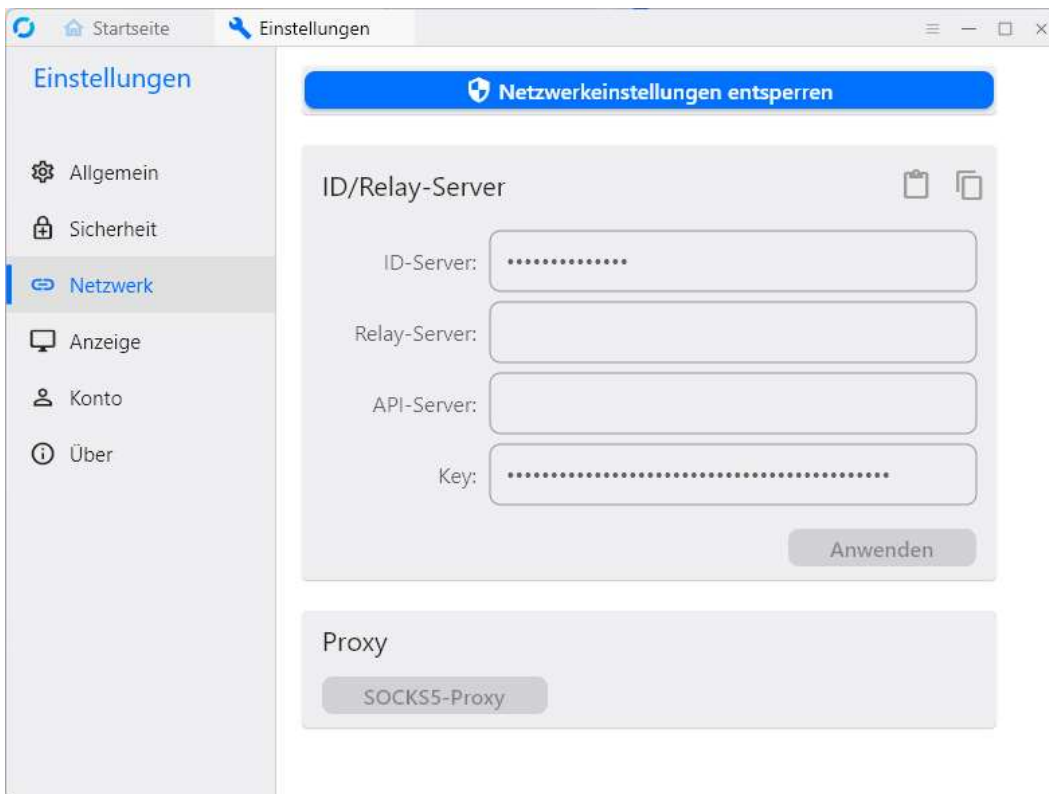 Startseite
Einstellungen
Einstellungen
Allgemein
Sicherheit
Netzwerk
Anzeige
Konto
Über
Netzwerkeinstellungen entsperren
ID/Relay-Server
ID-Server: ••••••••••••••
Relay-Server:
API-Server:
Key: ••••••••••••••••••••••••••••••••••••••••••••
Anwenden
Proxy
SOCKS5-Proxy